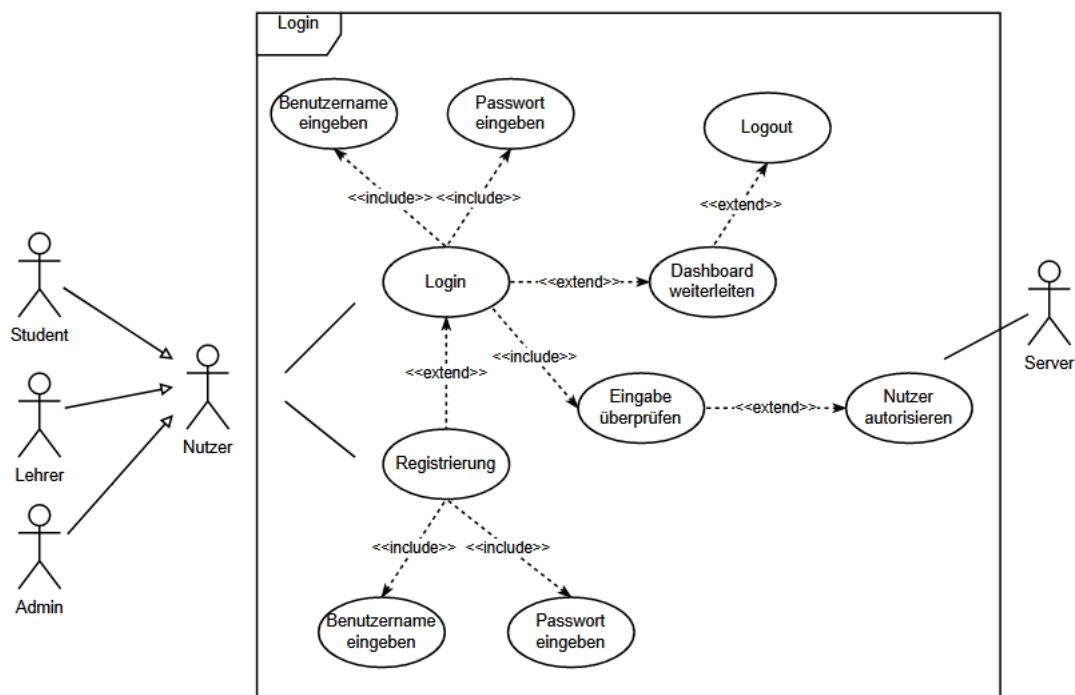 Login
Benutzername
eingeben
Passwort
eingeben
Logout
<<include>>
<<include>>
<<extend>>
Login
<<extend>>
Dashboard
weiterleiten
Student
Server
<<include>>
<<extend>>
Eingabe
überprüfen
<<extend>>
Nutzer
autorisieren
Nutzer
Lehrer
Registrierung
<<include>>
<<include>>
Admin
Benutzername
eingeben
Passwort
eingeben